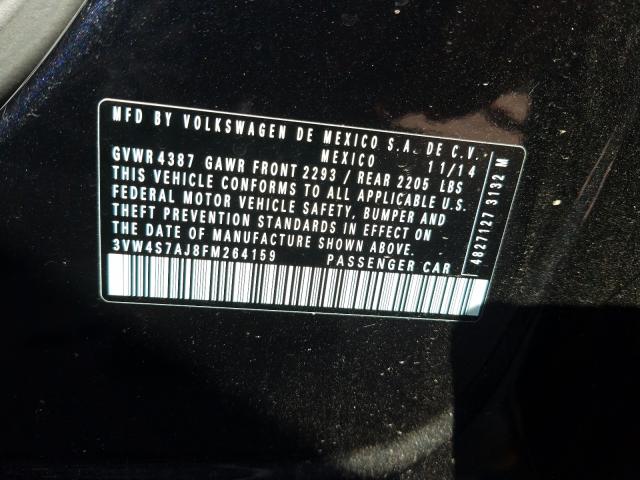 MFD BY VOLKSWAGEN DE MEXICO S.A. DE C.V.
MEXICO 11/14
GVWR 4387 GAWR FRONT 2293 / REAR 2205 LBS
THIS VEHICLE CONFORMS TO ALL APPLICABLE U.S.
FEDERAL MOTOR VEHICLE SAFETY, BUMPER AND
THEFT PREVENTION STANDARDS IN EFFECT ON
THE DATE OF MANUFACTURE SHOWN ABOVE.
3VW4S7AJ8FM264159 PASSENGER CAR
4827127 3132 M